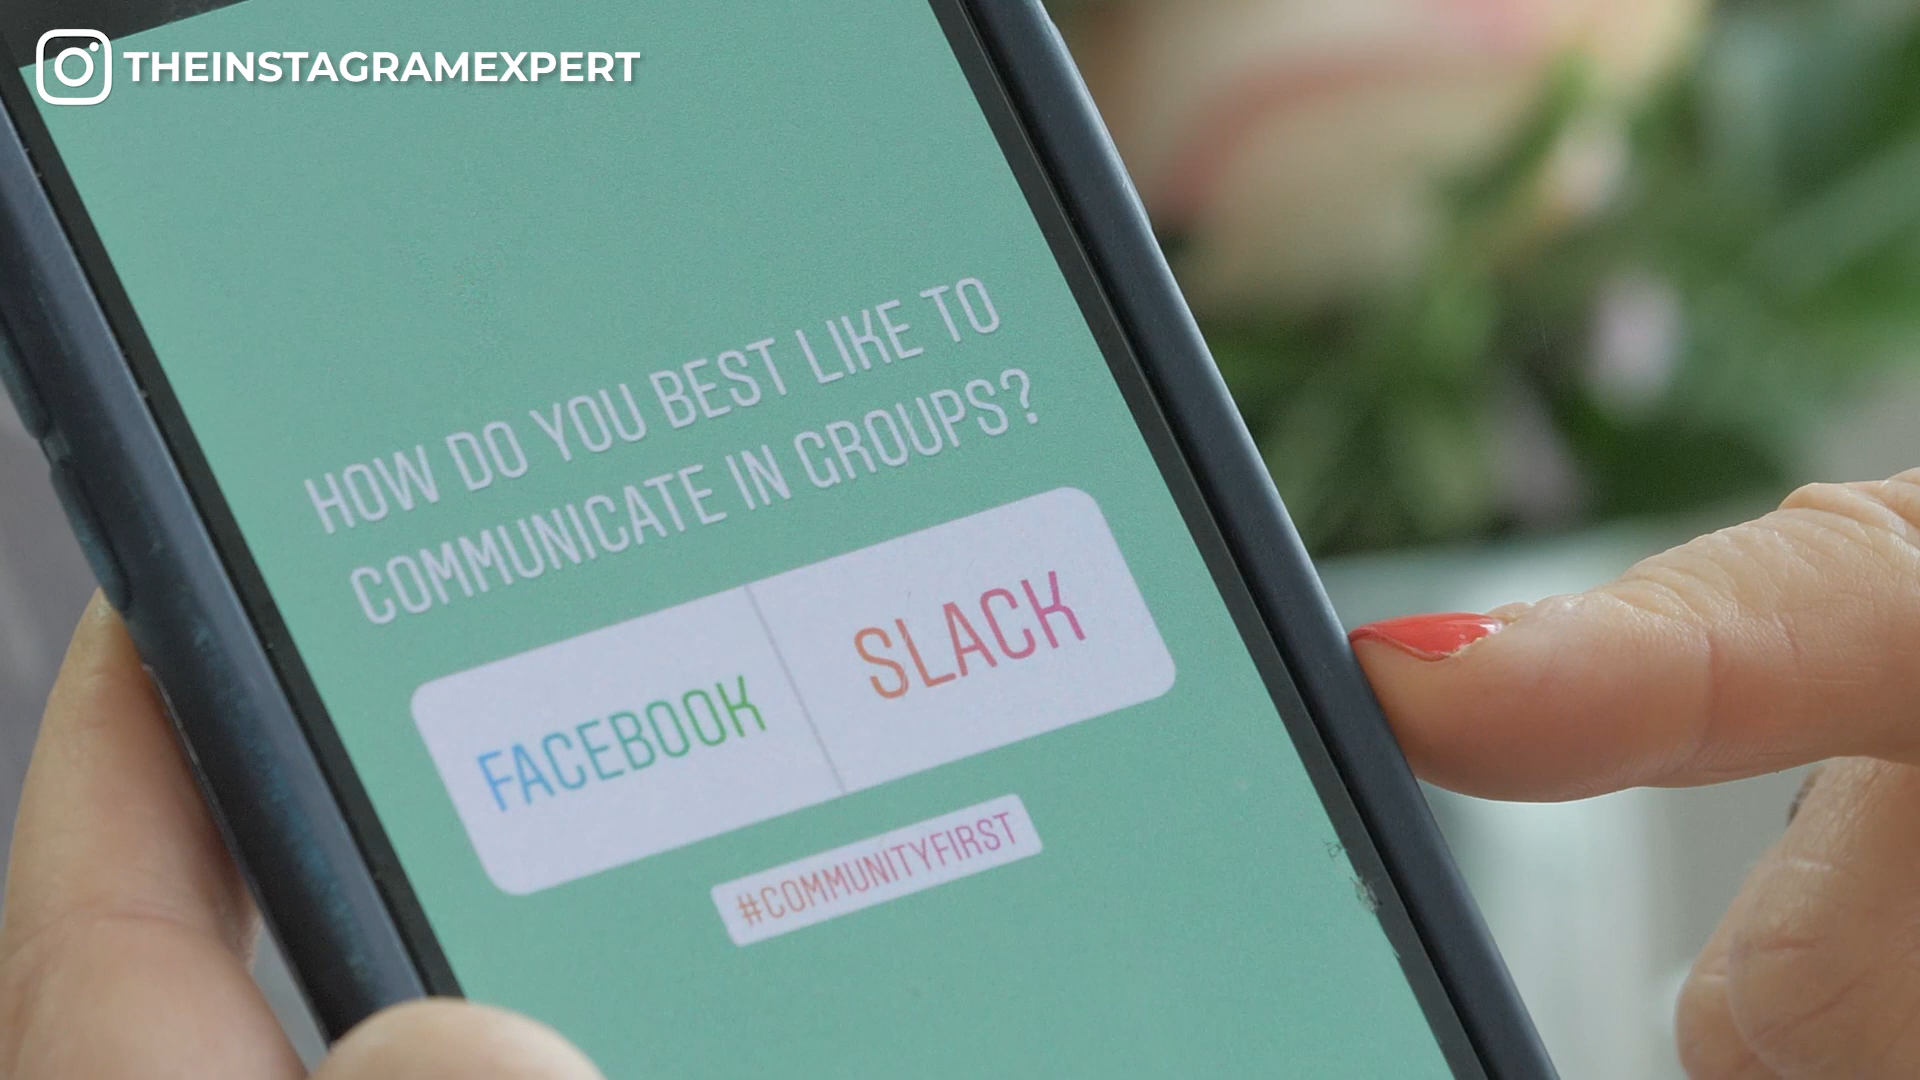 THEINSTAGRAMEXPERT
HOW DO YOU BEST LIKE TO
COMMUNICATE IN GROUPS?
FACEBOOK
SLACK
#COMMUNITYFIRST